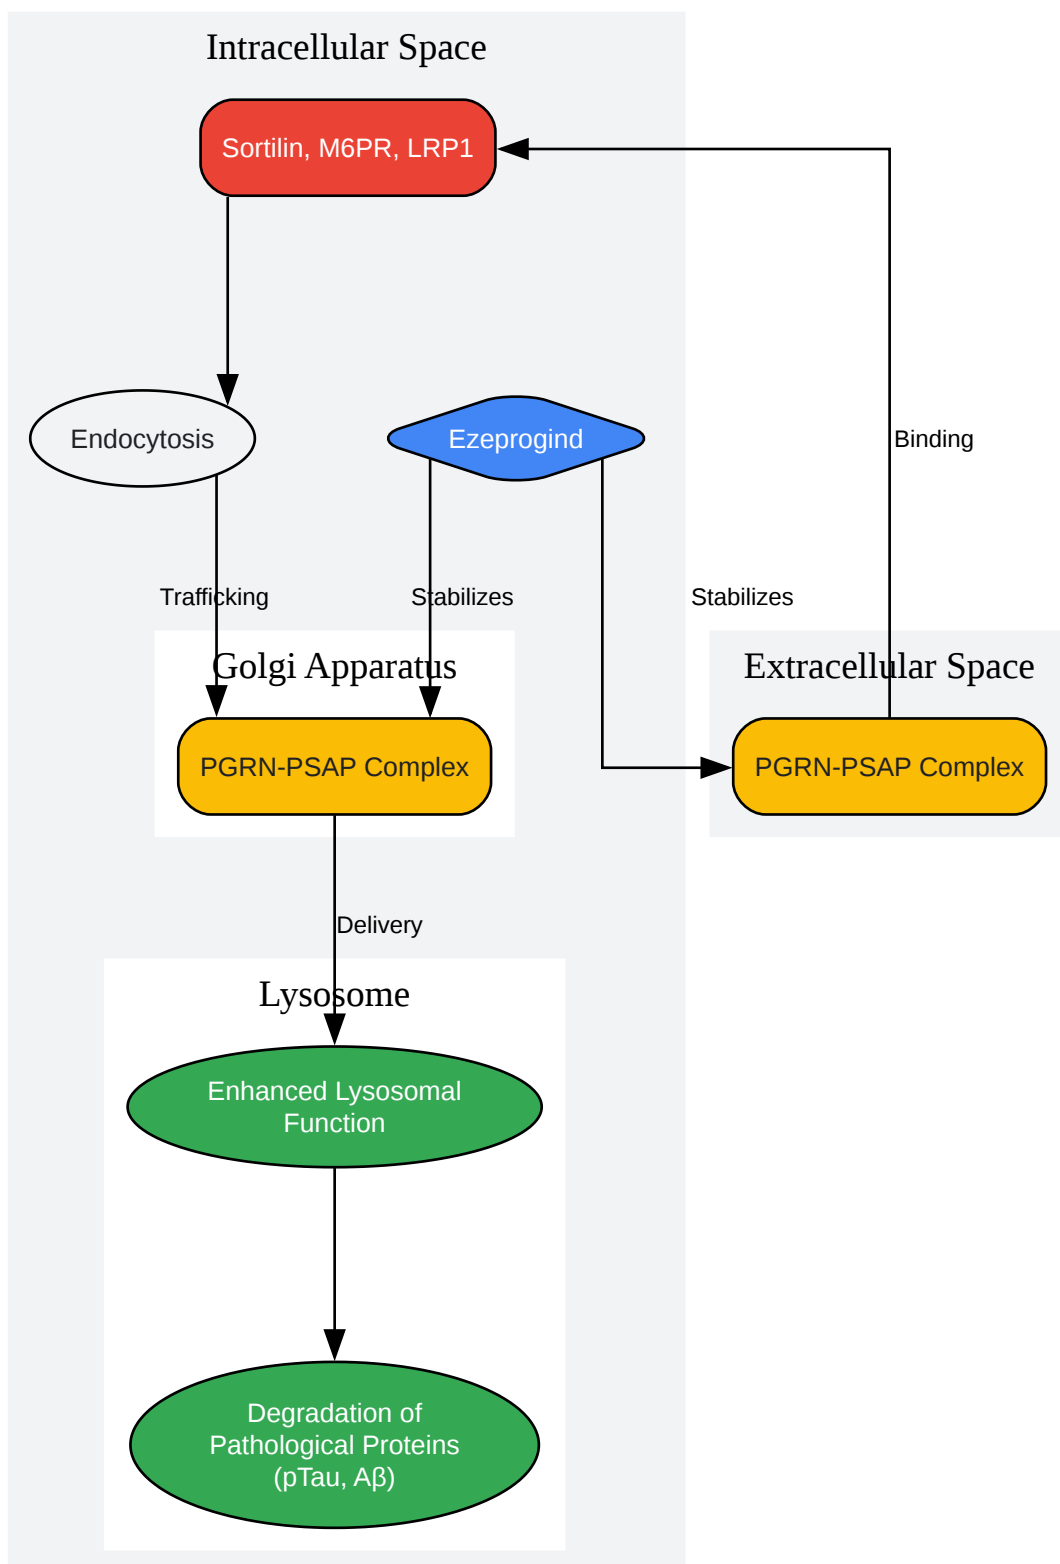 Intracellular Space
Sortilin, M6PR, LRP1
Endocytosis
Ezeprogind
Binding
Trafficking
Stabilizes
Stabilizes
Golgi Apparatus
Extracellular Space
PGRN-PSAP Complex
PGRN-PSAP Complex
Delivery
Lysosome
Enhanced Lysosomal
Function
Degradation of
Pathological Proteins
(pTau, Aβ)